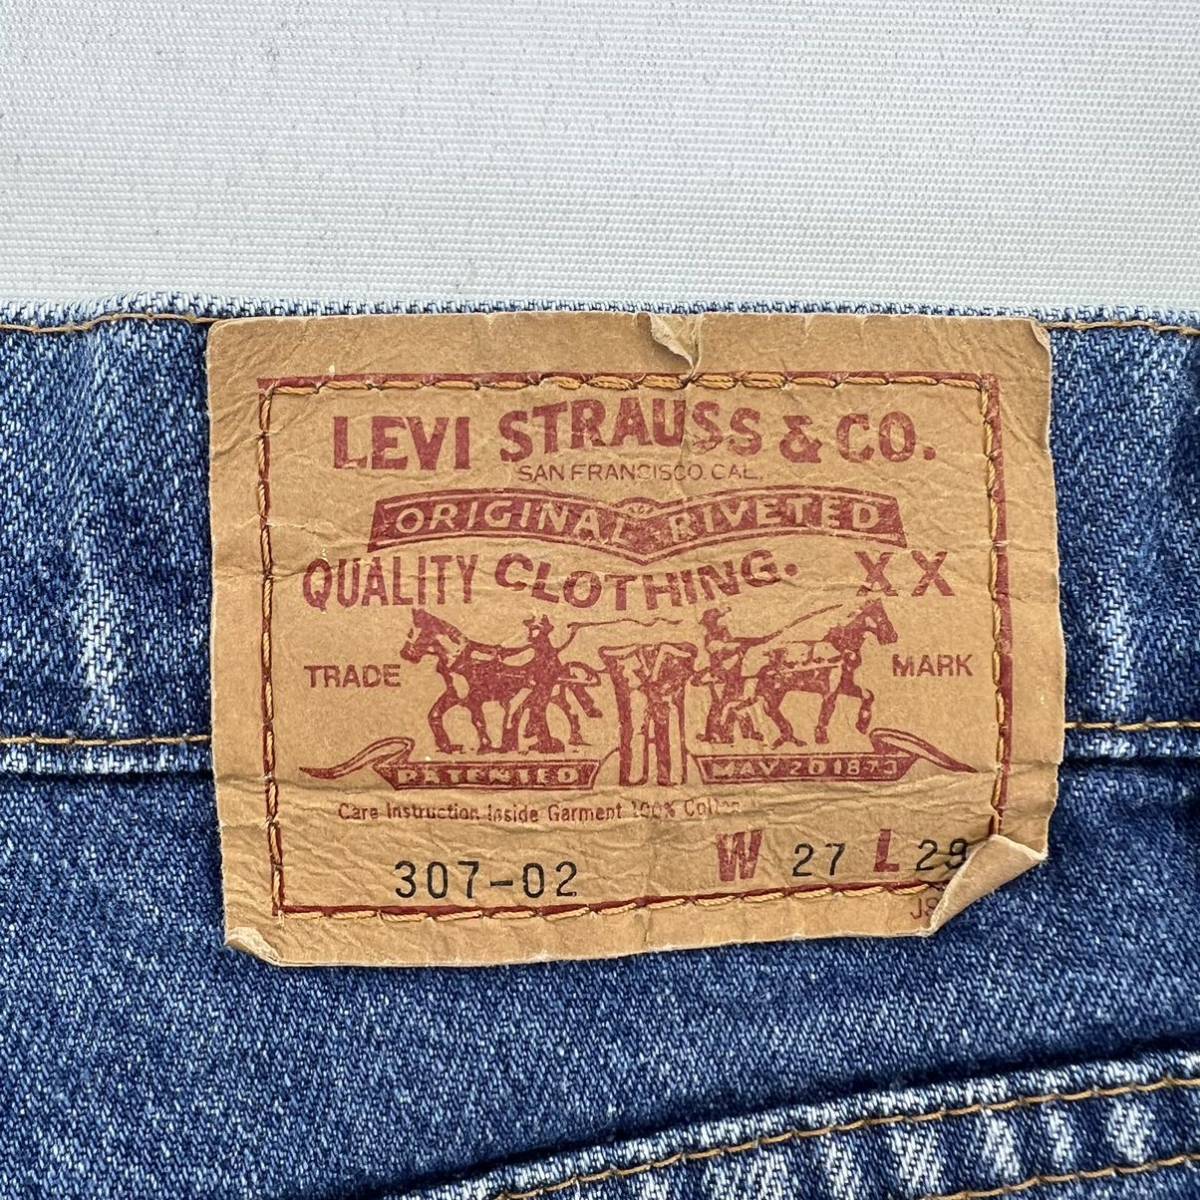 LEVI STRAUSS & CO.
SAN FRANCISCO. CAL.
ORIGINAL RIVETED
QUALITY CLOTHING. XX
TRADE MARK
PATENTED MAY 20 1873
Care Instruction Inside Garment 100% Cotton
307-02 W 27 L 29